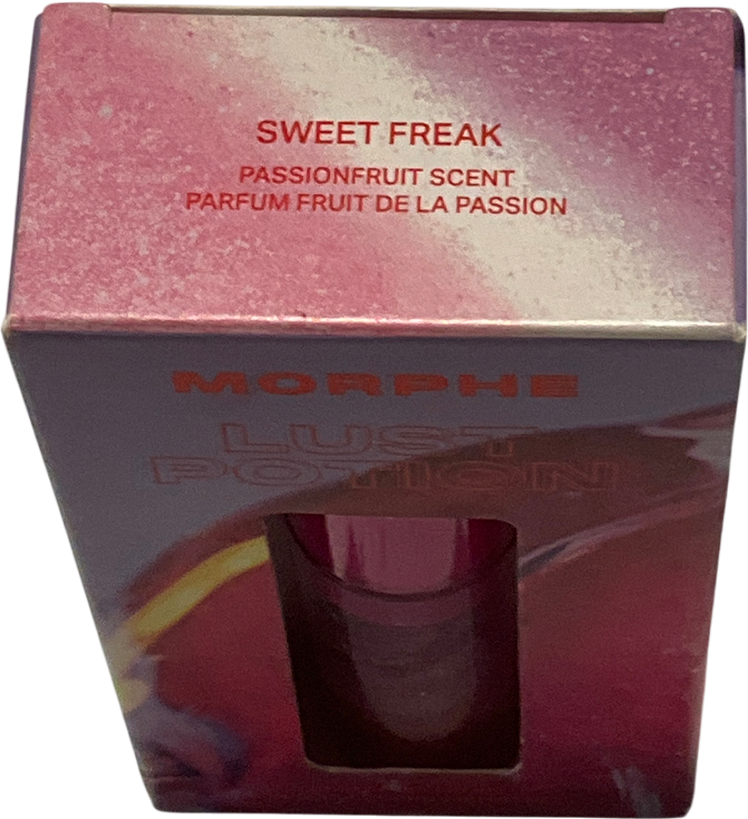 SWEET FREAK
PASSIONFRUIT SCENT
PARFUM FRUIT DE LA PASSION
MORPHE
LUST
POTION